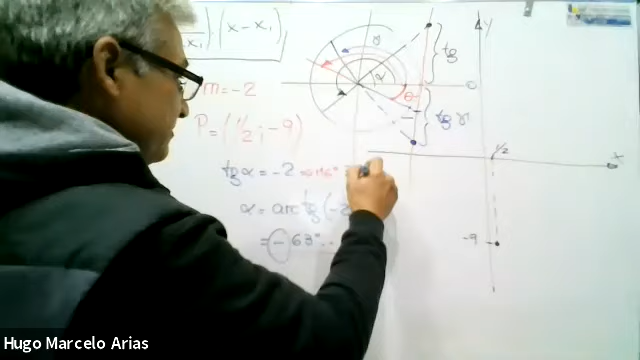 (x-x₁)
x₁
m = -2
P = (1/2 ; -9)
tg α = -2
α = arc tg (-2
= -63°..
α
θ
tg
tg γ
y
x
1/2
-9
Hugo Marcelo Arias